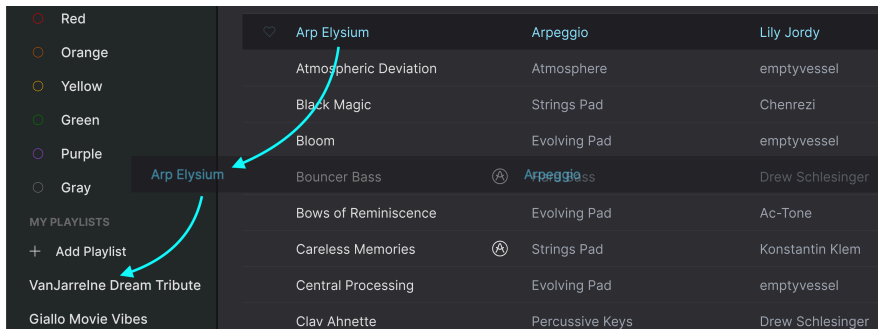 Red
Orange
Yellow
Green
Purple
Gray
MY PLAYLISTS
+ Add Playlist
VanJarrelne Dream Tribute
Giallo Movie Vibes
Arp Elysium Arpeggio Lily Jordy
Atmospheric Deviation Atmosphere emptyvessel
Black Magic Strings Pad Chenrezi
Bloom Evolving Pad emptyvessel
Arp Elysium Arpeggio
Bouncer Bass Bass Drew Schlesinger
Bows of Reminiscence Evolving Pad Ac-Tone
Careless Memories Strings Pad Konstantin Klem
Central Processing Evolving Pad emptyvessel
Clav Ahnette Percussive Keys Drew Schlesinger